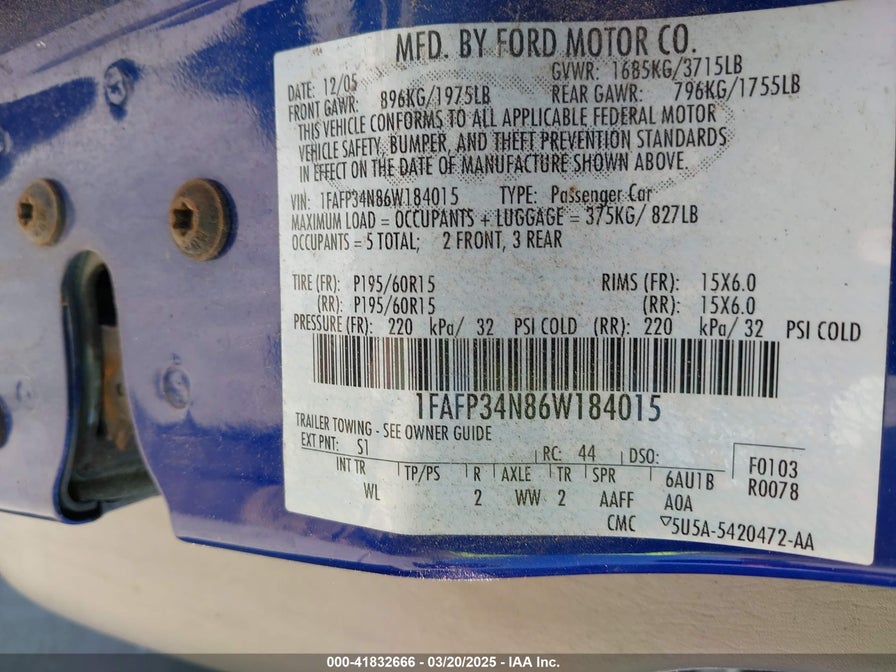 MFD. BY FORD MOTOR CO.
DATE: 12/05 GVWR: 1685KG/3715LB
FRONT GAWR: 896KG/1975LB REAR GAWR: 796KG/1755LB
THIS VEHICLE CONFORMS TO ALL APPLICABLE FEDERAL MOTOR
VEHICLE SAFETY, BUMPER, AND THEFT PREVENTION STANDARDS
IN EFFECT ON THE DATE OF MANUFACTURE SHOWN ABOVE.
VIN: 1FAFP34N86W184015 TYPE: Passenger Car
MAXIMUM LOAD = OCCUPANTS + LUGGAGE = 375KG/ 827LB
OCCUPANTS = 5 TOTAL; 2 FRONT, 3 REAR
TIRE (FR): P195/60R15 RIMS (FR): 15X6.0
(RR): P195/60R15 (RR): 15X6.0
PRESSURE (FR): 220 kPa/ 32 PSI COLD (RR): 220 kPa/ 32 PSI COLD
1FAFP34N86W184015
TRAILER TOWING - SEE OWNER GUIDE
EXT PNT: S1 RC: 44 DSO:
INT TR TP/PS R AXLE TR SPR 6AU1B F0103
WL 2 WW 2 AAFF A0A R0078
CMC 5U5A-5420472-AA
000-41832666 - 03/20/2025 - IAA Inc.